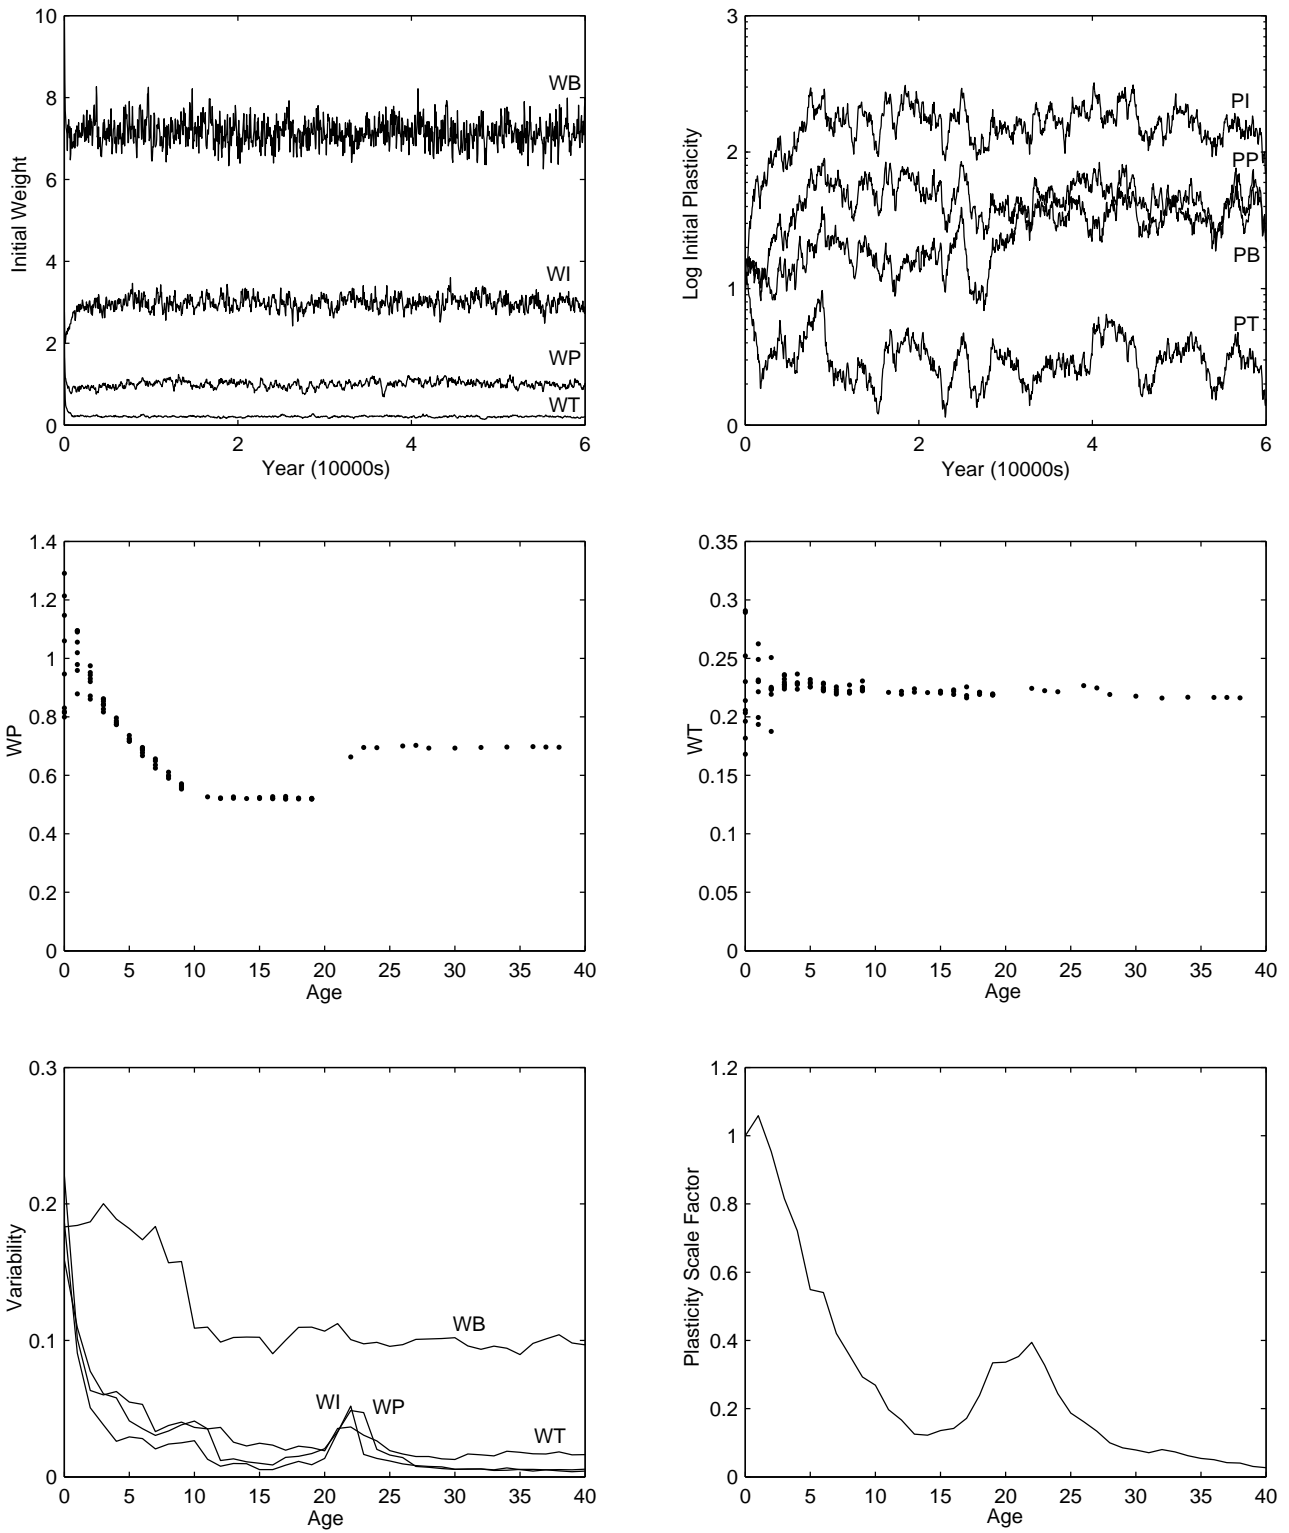 10
8
6
4
2
0
0 2 4 6
Initial Weight
Year (10000s)
WB
WI
WP
WT
3
2
1
0
0 2 4 6
Log Initial Plasticity
Year (10000s)
PI
PP
PB
PT
1.4
1.2
1
0.8
0.6
0.4
0.2
0
0 5 10 15 20 25 30 35 40
WP
Age
0.35
0.3
0.25
0.2
0.15
0.1
0.05
0
0 5 10 15 20 25 30 35 40
WT
Age
0.3
0.2
0.1
0
0 5 10 15 20 25 30 35 40
Variability
Age
WB
WI
WP
WT
1.2
1
0.8
0.6
0.4
0.2
0
0 5 10 15 20 25 30 35 40
Plasticity Scale Factor
Age